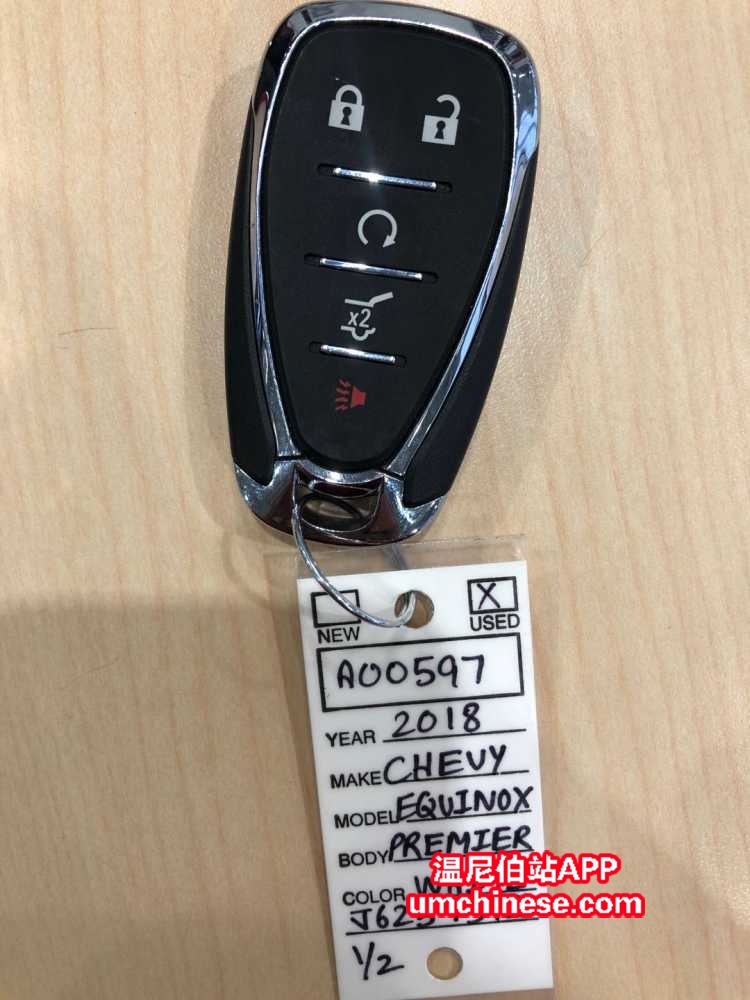 x2
X
NEW
USED
A00597
YEAR 2018
MAKE CHEVY
MODEL EQUINOX
BODY PREMIER
温尼伯站APP
COLOR
umchinese.com
1/2